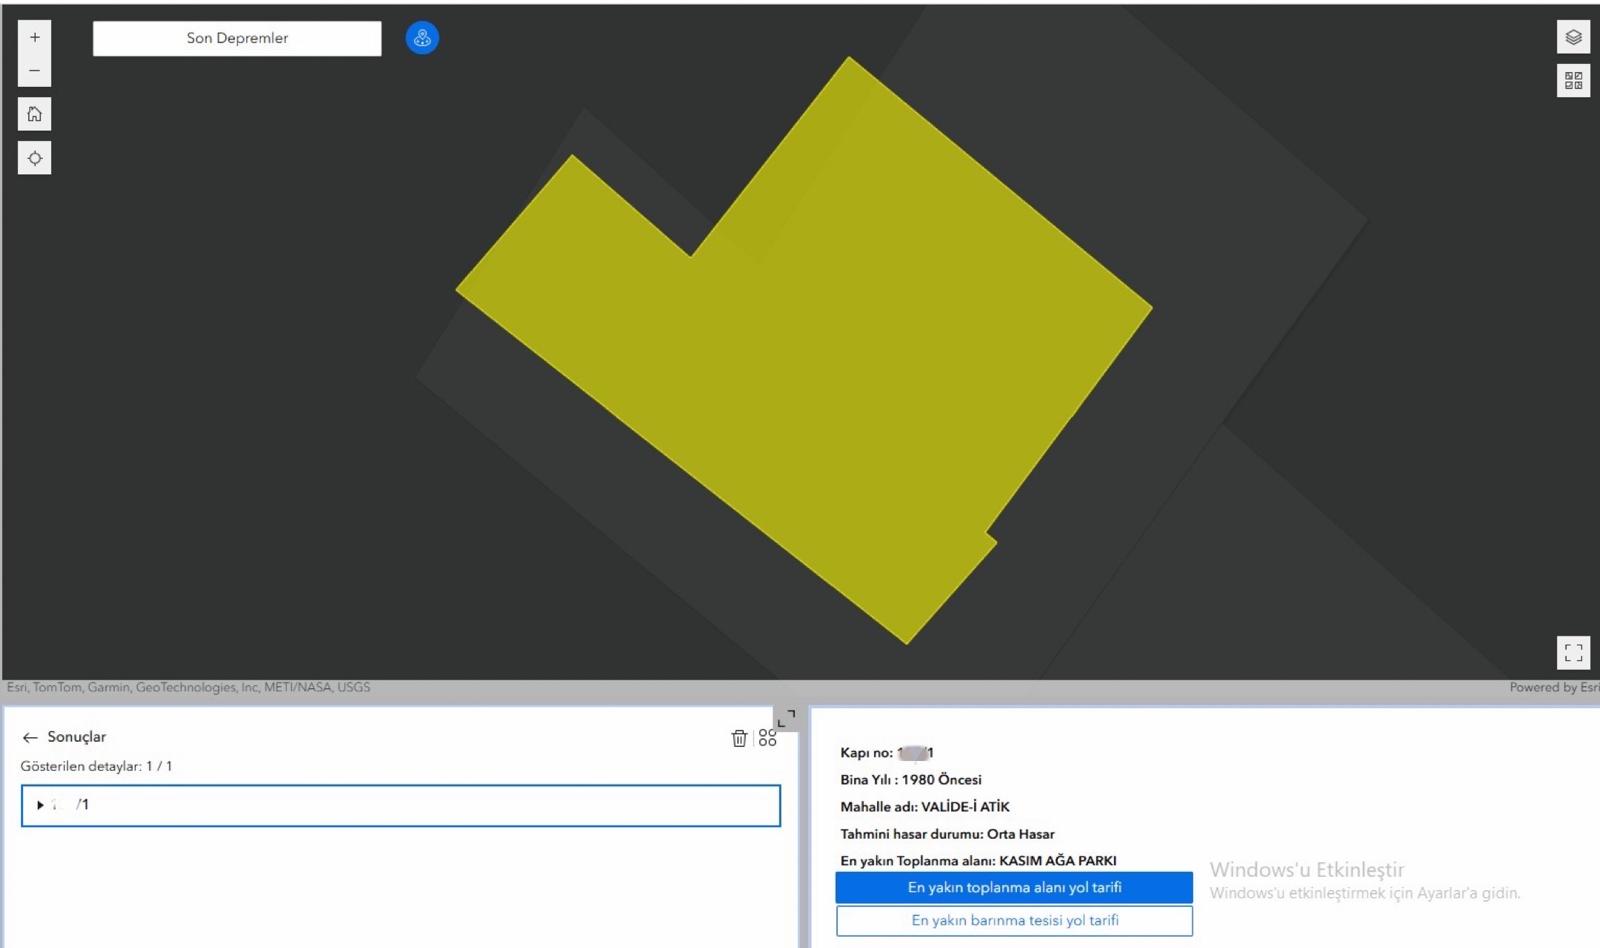 Son Depremler
Esri, TomTom, Garmin, GeoTechnologies, Inc, METI/NASA, USGS
Powered by Esri
Sonuçlar
Gösterilen detaylar: 1 / 1
/1
Kapı no: 1 /1
Bina Yılı : 1980 Öncesi
Mahalle adı: VALİDE-İ ATİK
Tahmini hasar durumu: Orta Hasar
En yakın Toplanma alanı: KASIM AĞA PARKI
En yakın toplanma alanı yol tarifi
En yakın barınma tesisi yol tarifi
Windows'u Etkinleştir
Windows'u etkinleştirmek için Ayarlar'a gidin.